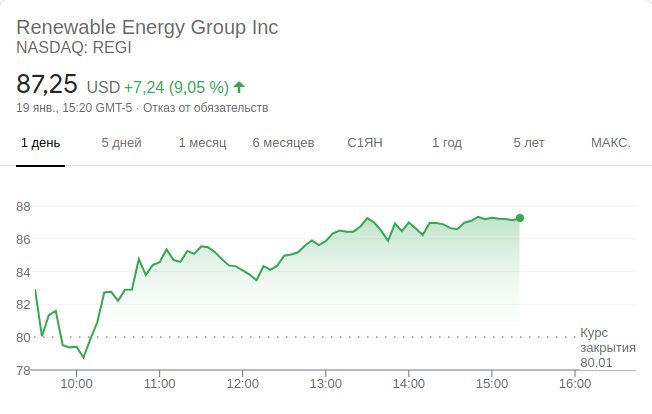 Renewable Energy Group Inc
NASDAQ: REGI
87,25 USD +7,24 (9,05 %)
19 янв., 15:20 GMT-5 · Отказ от обязательств
1 день 5 дней 1 месяц 6 месяцев С1ЯН 1 год 5 лет МАКС.
88
86
84
82
80
78
Курс
закрытия
80,01
10:00 11:00 12:00 13:00 14:00 15:00 16:00